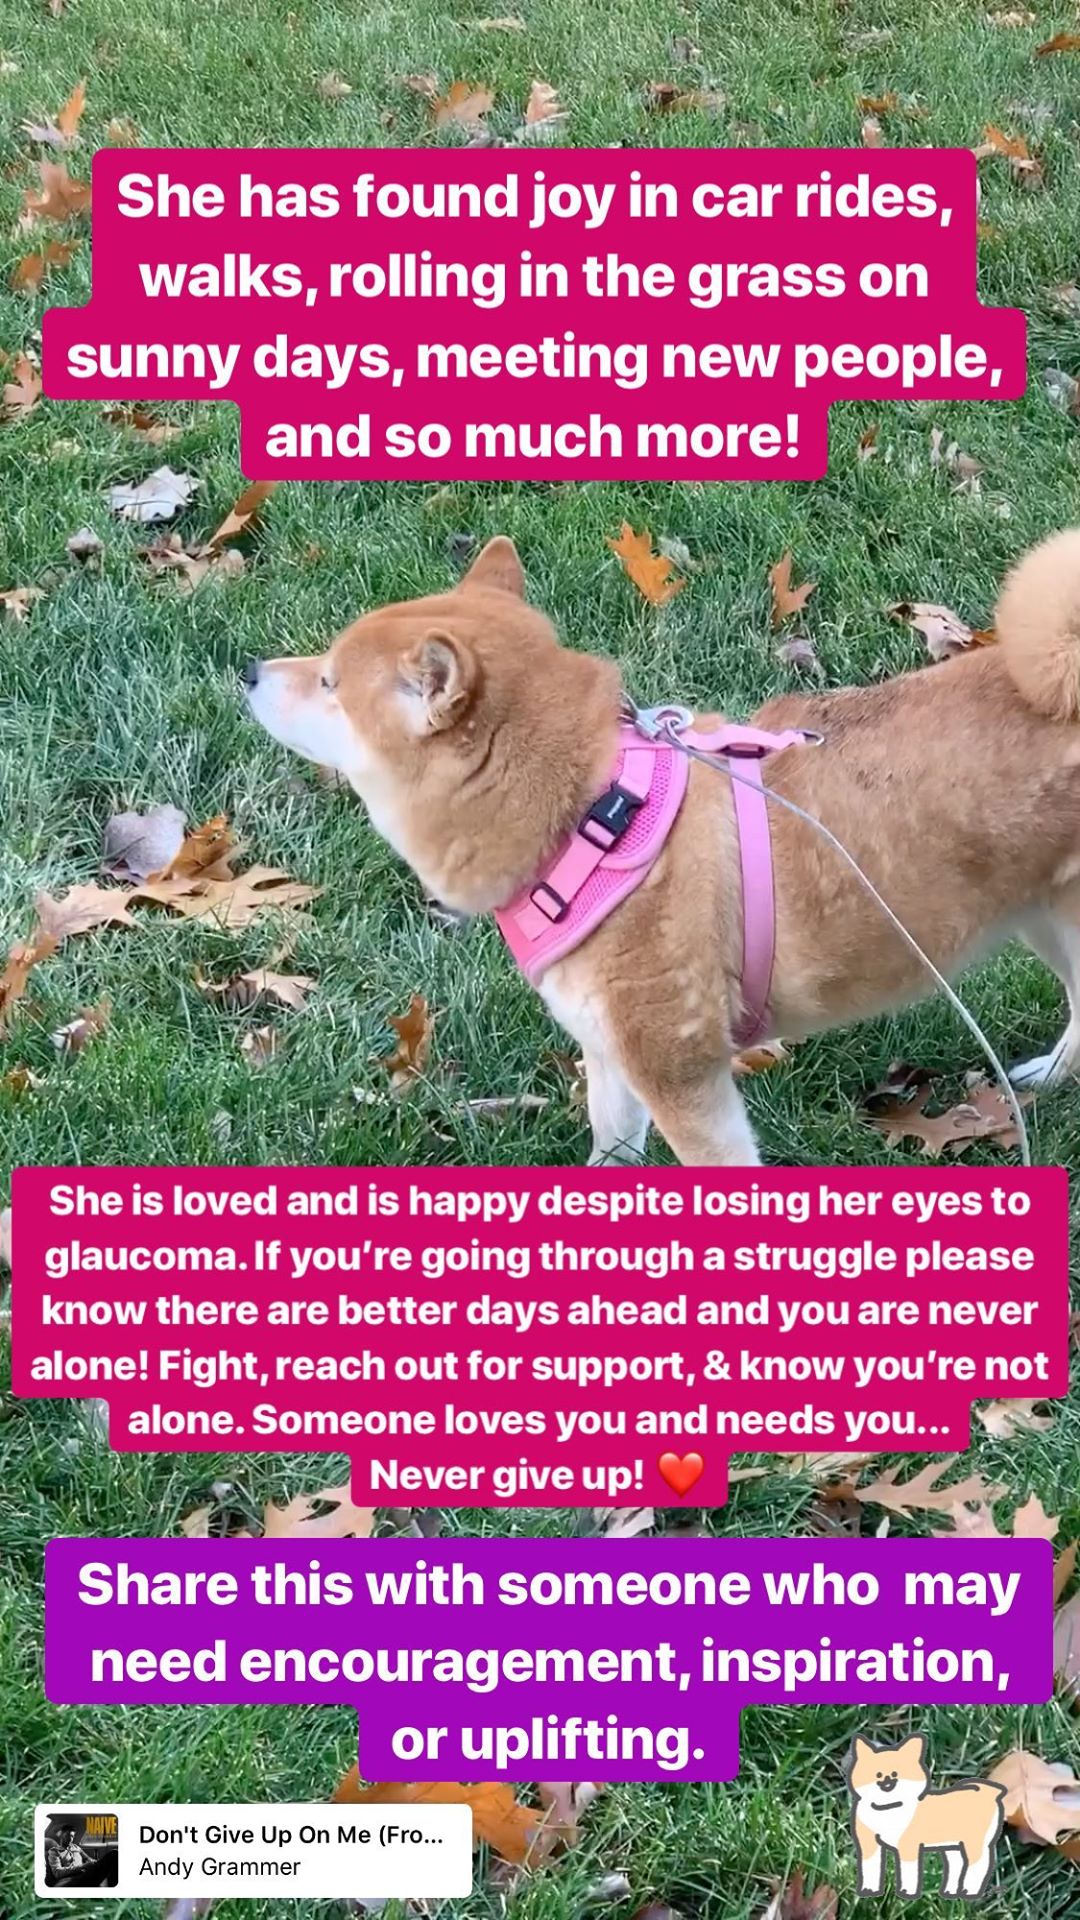 She has found joy in car rides,
walks, rolling in the grass on
sunny days, meeting new people,
and so much more!
She is loved and is happy despite losing her eyes to
glaucoma. If you’re going through a struggle please
know there are better days ahead and you are never
alone! Fight, reach out for support, & know you’re not
alone. Someone loves you and needs you...
Never give up! ❤️
Share this with someone who may
need encouragement, inspiration,
or uplifting.
NAIVE
Don't Give Up On Me (Fro...
Andy Grammer